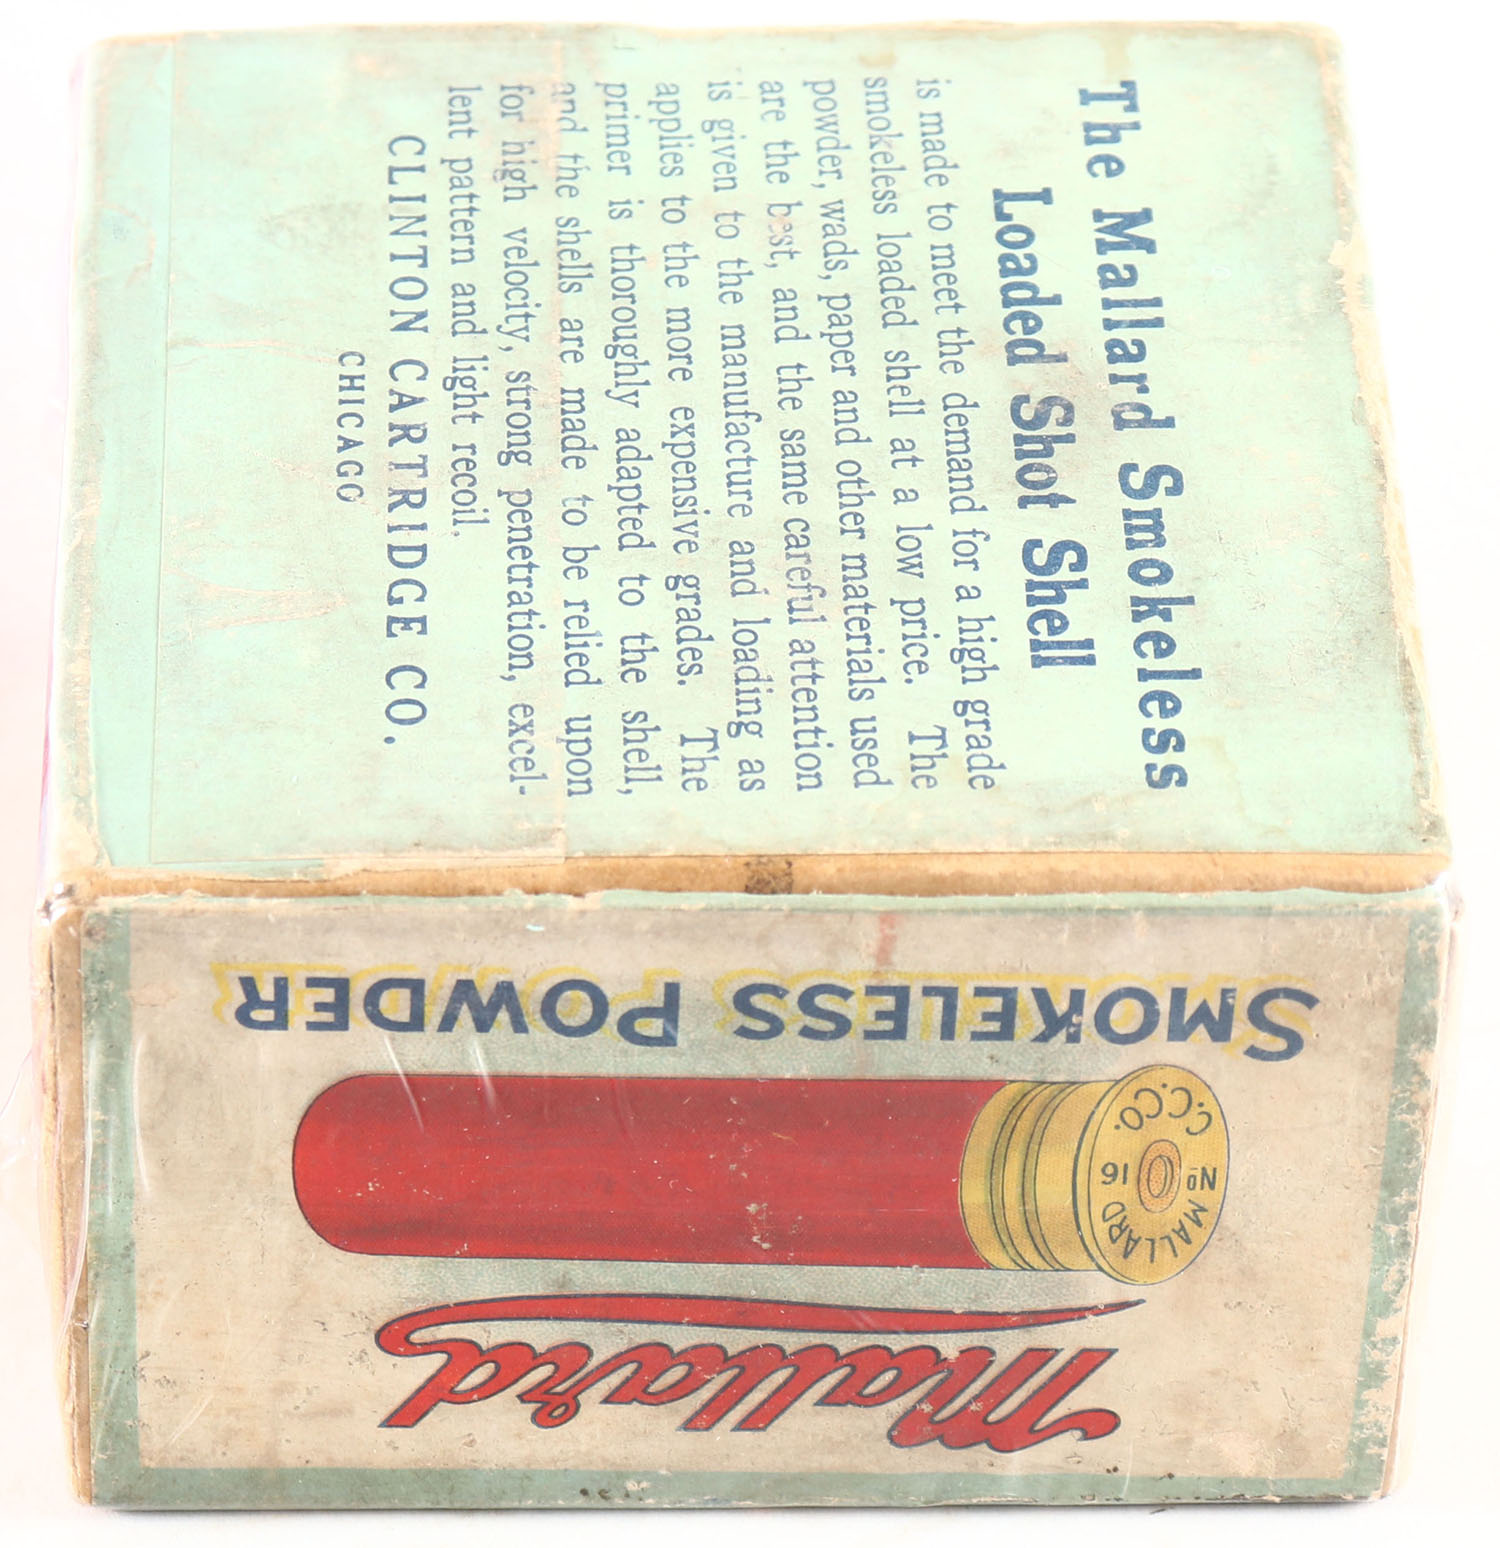 The Mallard Smokeless
Loaded Shot Shell
is made to meet the demand for a high grade
smokeless loaded shell at a low price. The
powder, wads, paper and other materials used
are the best, and the same careful attention
is given to the manufacture and loading as
applies to the more expensive grades. The
primer is thoroughly adapted to the shell,
and the shells are made to be relied upon
for high velocity, strong penetration, excel-
lent pattern and light recoil.
CLINTON CARTRIDGE CO.
CHICAGO
Mallard
MALLARD
No 16
C.C.CO.
SMOKELESS POWDER